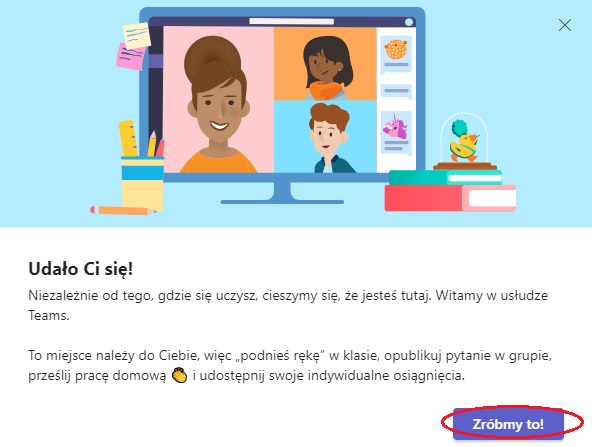 Udało Ci się!
Niezależnie od tego, gdzie się uczysz, cieszymy się, że jesteś tutaj. Witamy w usłudze
Teams.
To miejsce należy do Ciebie, więc „podnieś rękę” w klasie, opublikuj pytanie w grupie,
prześlij pracę domową 👏 i udostępnij swoje indywidualne osiągnięcia.
Zróbmy to!